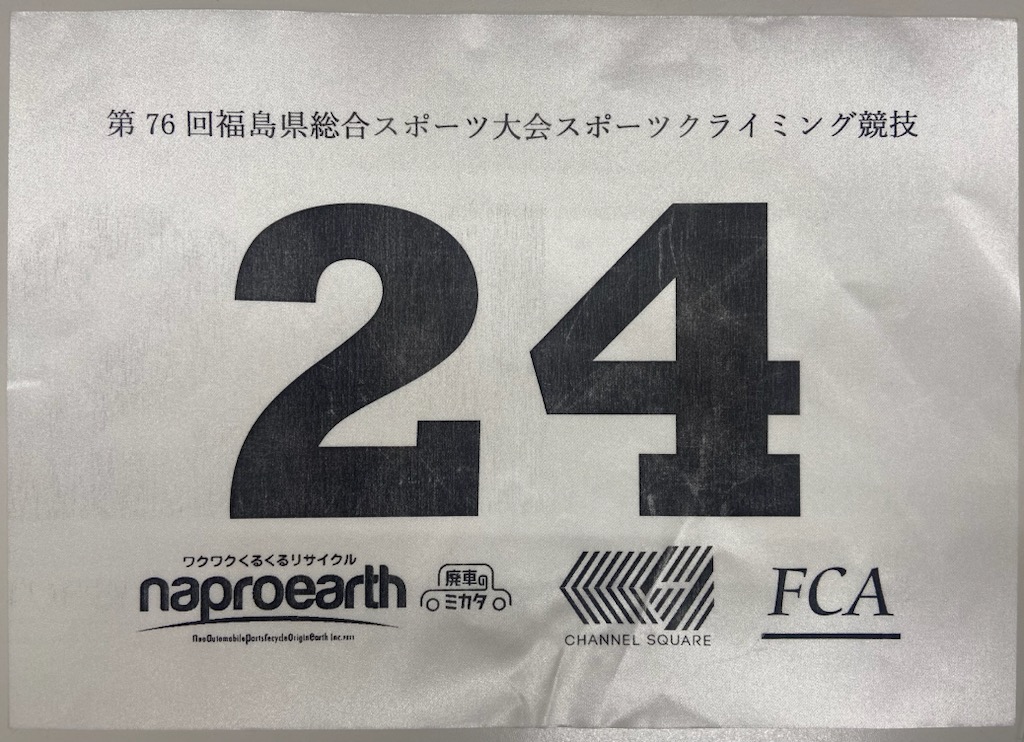 第76回福島県総合スポーツ大会スポーツクライミング競技
24
ワクワクくるくるリサイクル
naproearth
廃車の
ミカタ
CHANNEL SQUARE
FCA